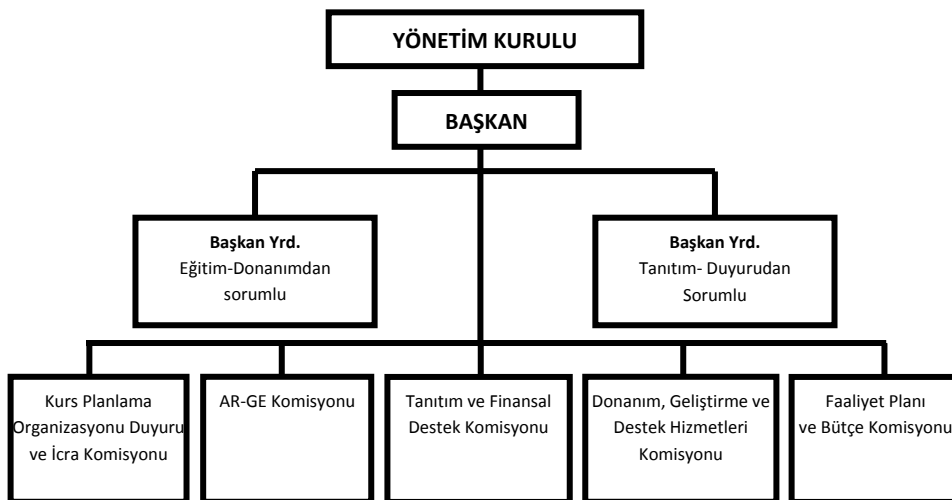 YÖNETİM KURULU
BAŞKAN
Başkan Yrd.
Eğitim-Donanımdan
sorumlu
Başkan Yrd.
Tanıtım- Duyurudan
Sorumlu
Kurs Planlama
Organizasyonu Duyuru
ve İcra Komisyonu
AR-GE Komisyonu
Tanıtım ve Finansal
Destek Komisyonu
Donanım, Geliştirme ve
Destek Hizmetleri
Komisyonu
Faaliyet Planı
ve Bütçe Komisyonu